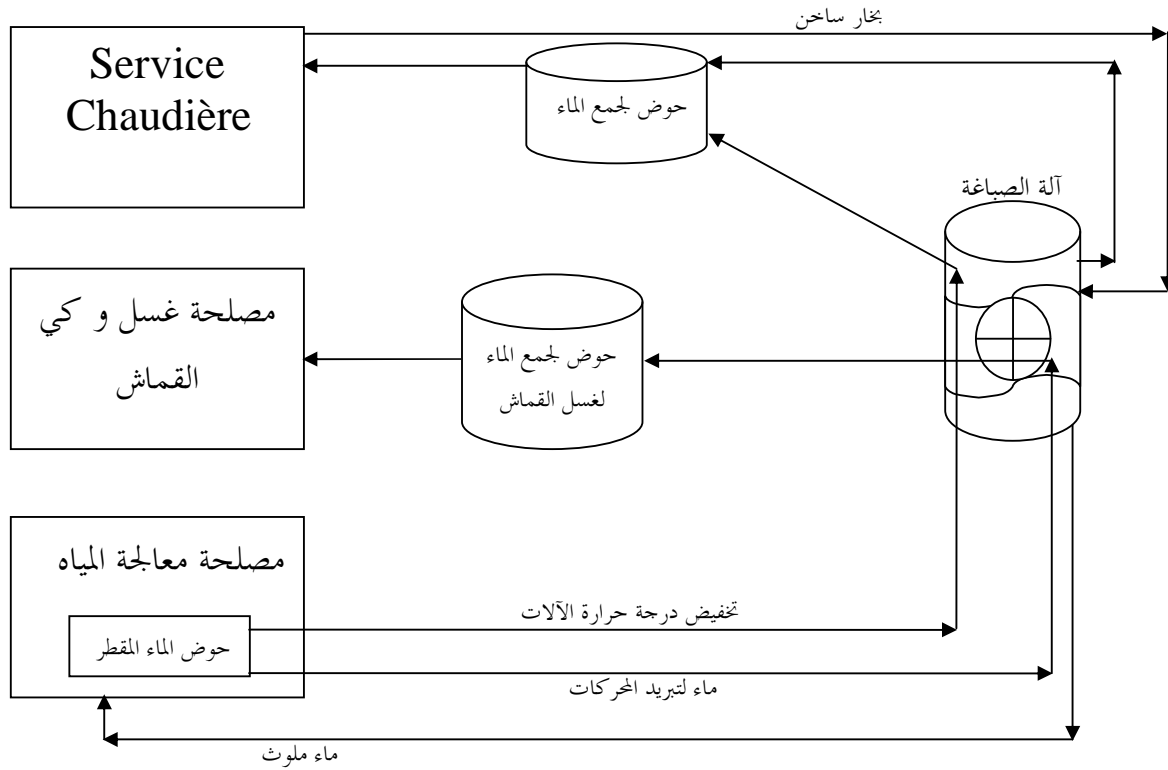 بخار ساخن
Service
Chaudière
حوض لجمع الماء
آلة الصباغة
مصلحة غسل و كي
القماش
حوض لجمع الماء
لغسل القماش
مصلحة معالجة المياه
حوض الماء المقطر
تخفيض درجة حرارة الآلات
ماء لتبريد المحركات
ماء ملوث